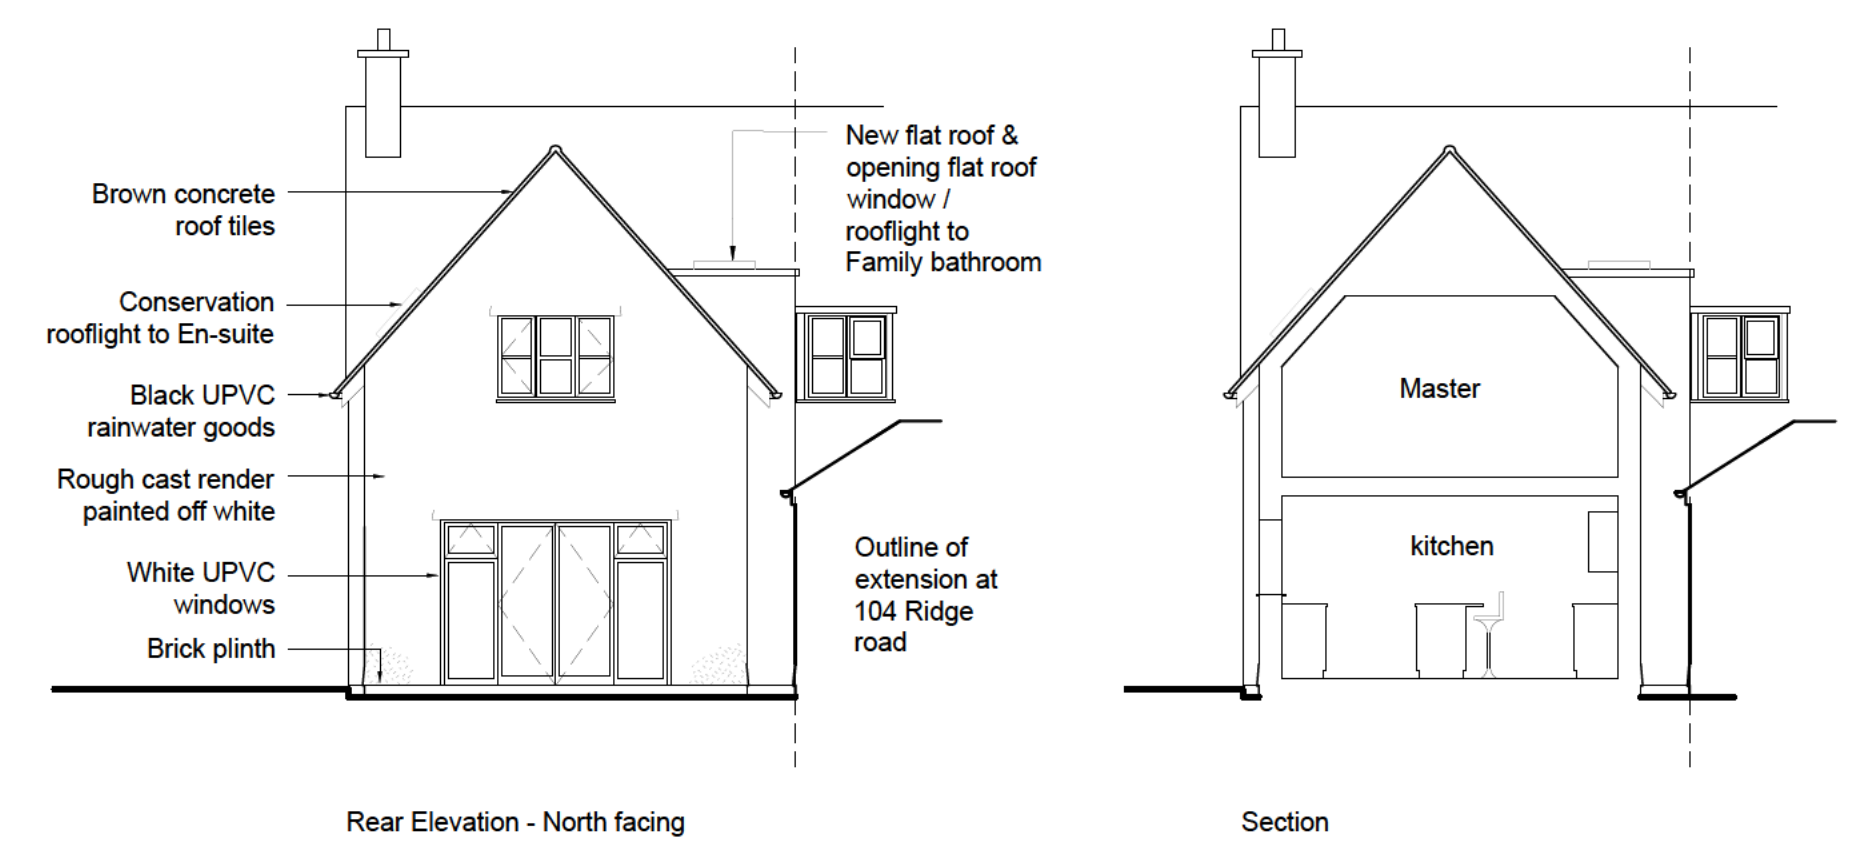 Brown concrete
roof tiles
Conservation
rooflight to En-suite
Black UPVC
rainwater goods
Rough cast render
painted off white
White UPVC
windows
Brick plinth
New flat roof &
opening flat roof
window /
rooflight to
Family bathroom
Outline of
extension at
104 Ridge
road
Rear Elevation - North facing
Master
kitchen
Section